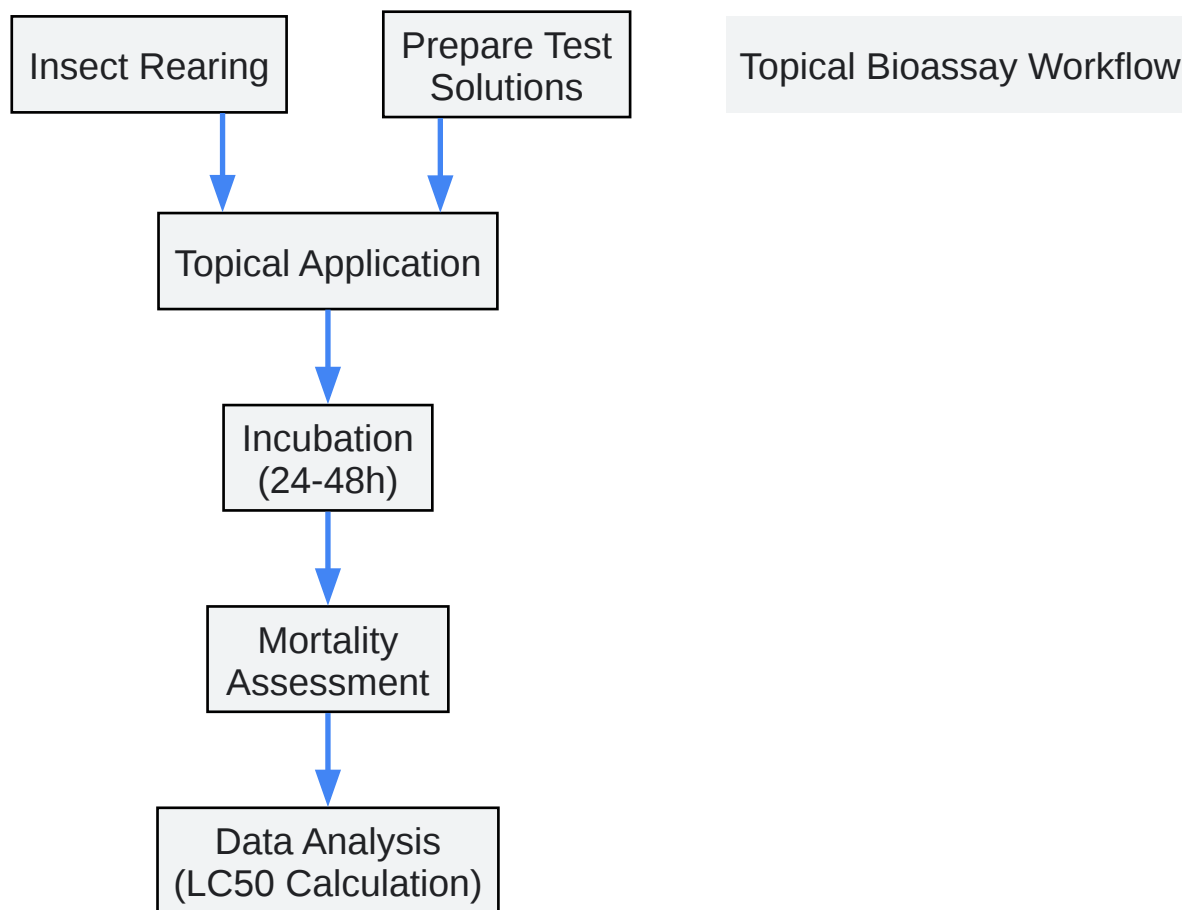 Insect Rearing
Prepare Test
Solutions
Topical Bioassay Workflow
Topical Application
Incubation
(24-48h)
Mortality
Assessment
Data Analysis
(LC50 Calculation)